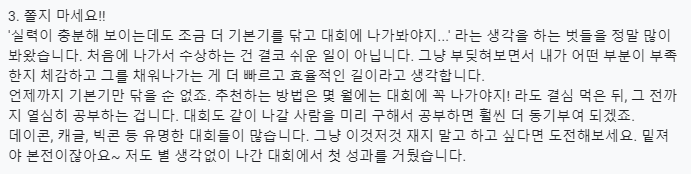 3. 쫄지 마세요!!
'실력이 충분해 보이는데도 조금 더 기본기를 닦고 대회에 나가봐야지...' 라는 생각을 하는 벗들을 정말 많이
봐왔습니다. 처음에 나가서 수상하는 건 결코 쉬운 일이 아닙니다. 그냥 부딪혀보면서 내가 어떤 부분이 부족
한지 체감하고 그를 채워나가는 게 더 빠르고 효율적인 길이라고 생각합니다.
언제까지 기본기만 닦을 순 없죠. 추천하는 방법은 몇 월에는 대회에 꼭 나가야지! 라도 결심 먹은 뒤, 그 전까
지 열심히 공부하는 겁니다. 대회도 같이 나갈 사람을 미리 구해서 공부하면 훨씬 더 동기부여 되겠죠.
데이콘, 캐글, 빅콘 등 유명한 대회들이 많습니다. 그냥 이것저것 재지 말고 하고 싶다면 도전해보세요. 밑져
야 본전이잖아요~ 저도 별 생각없이 나간 대회에서 첫 성과를 거뒀습니다.